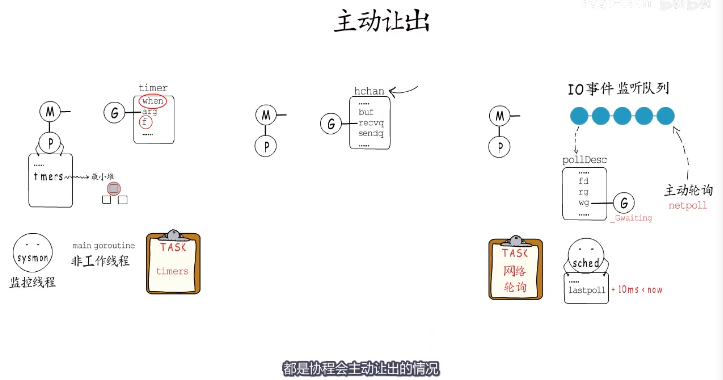 主动让出
timer
when
arg
f
.....
M
G
P
.....
tmers
最小堆
hchan
.....
buf
recvq
sendq
M
G
P
IO事件监听队列
M
P
pollDesc
.....
fd
rg
wg
.....
G
_Gwaiting
主动轮询
netpoll
sysmon
监控线程
main goroutine
非工作线程
TASK
timers
TASK
网络
轮询
sched
.....
lastpoll + 10ms < now
都是协程会主动让出的情况